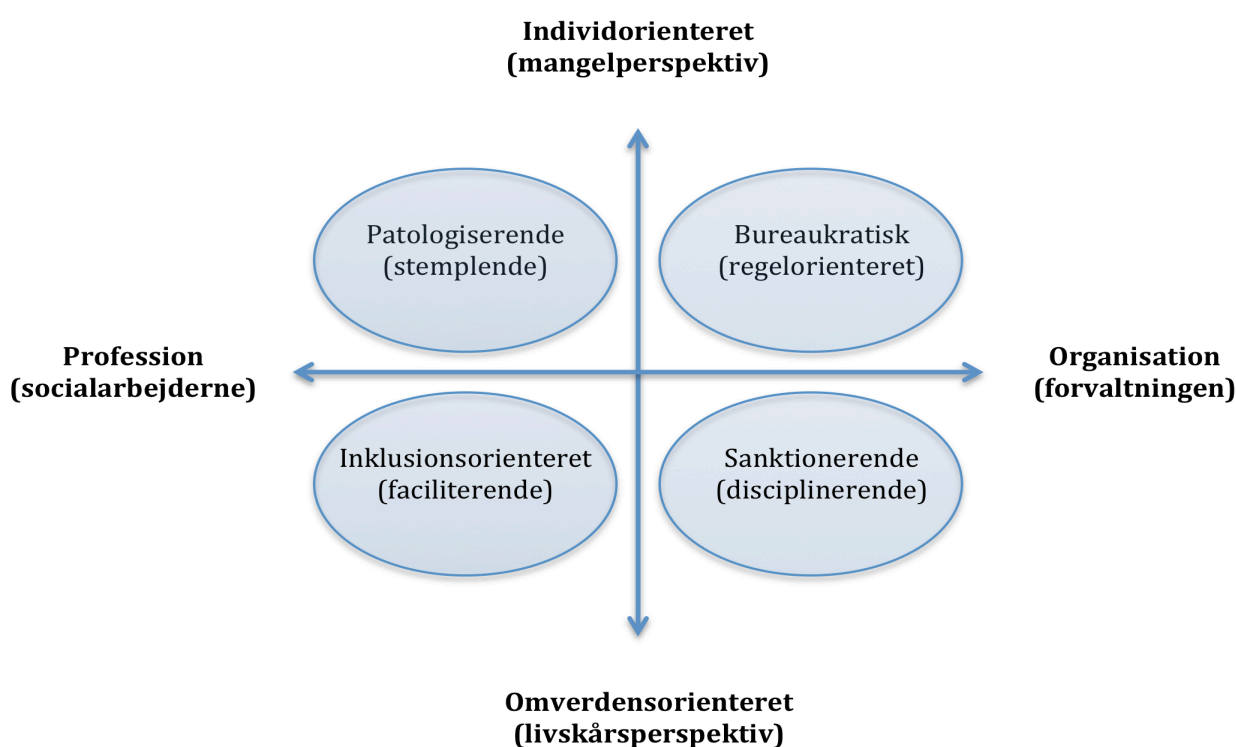 Individorienteret
(mangelperspektiv)
Patologiserende
(stemplende)
Bureaukratisk
(regelorienteret)
Profession
(socialarbejderne)
Organisation
(forvaltningen)
Inklusionsorienteret
(faciliterende)
Sanktionerende
(disciplinerende)
Omverdensorienteret
(livskårsperspektiv)